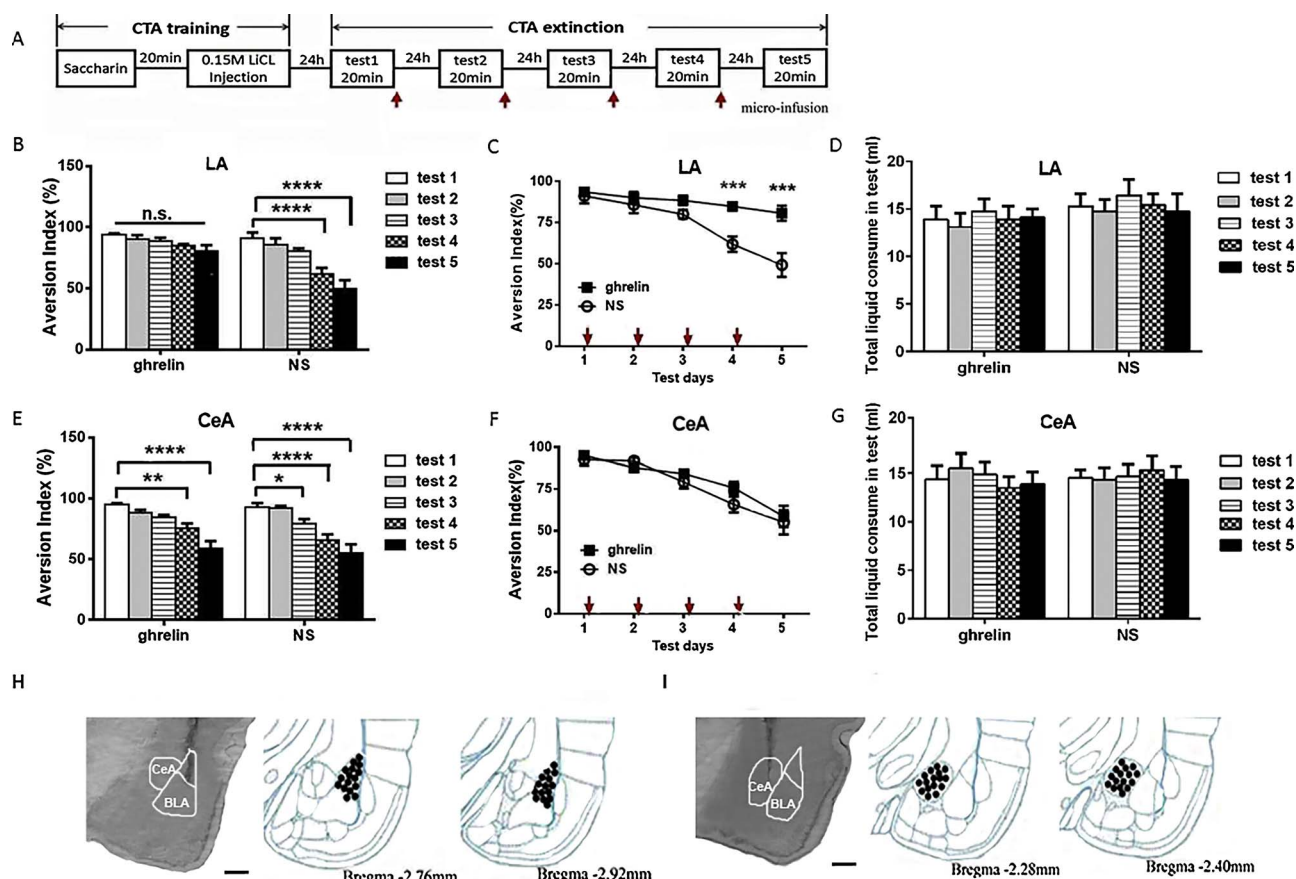 A
CTA training
CTA extinction
Saccharin
20min
0.15M LiCL
Injection
24h
test1
20min
24h
test2
20min
24h
test3
20min
24h
test4
20min
24h
test5
20min
micro-infusion
B
LA
Aversion Index (%)
150
100
50
0
n.s.
****
****
ghrelin
NS
test 1
test 2
test 3
test 4
test 5
C
LA
Aversion Index(%)
100
75
50
25
0
***
***
ghrelin
NS
1
2
3
4
5
Test days
D
LA
Total liquid consume in test (ml)
20
15
10
5
0
ghrelin
NS
test 1
test 2
test 3
test 4
test 5
E
CeA
Aversion Index (%)
150
100
50
0
****
**
****
****
*
ghrelin
NS
test 1
test 2
test 3
test 4
test 5
F
CeA
Aversion Index(%)
100
75
50
25
0
ghrelin
NS
1
2
3
4
5
Test days
G
CeA
Total liquid consume in test (ml)
20
15
10
5
0
ghrelin
NS
test 1
test 2
test 3
test 4
test 5
H
CeA
BLA
Bregma -2.76mm
Bregma -2.92mm
I
CeA
BLA
Bregma -2.28mm
Bregma -2.40mm